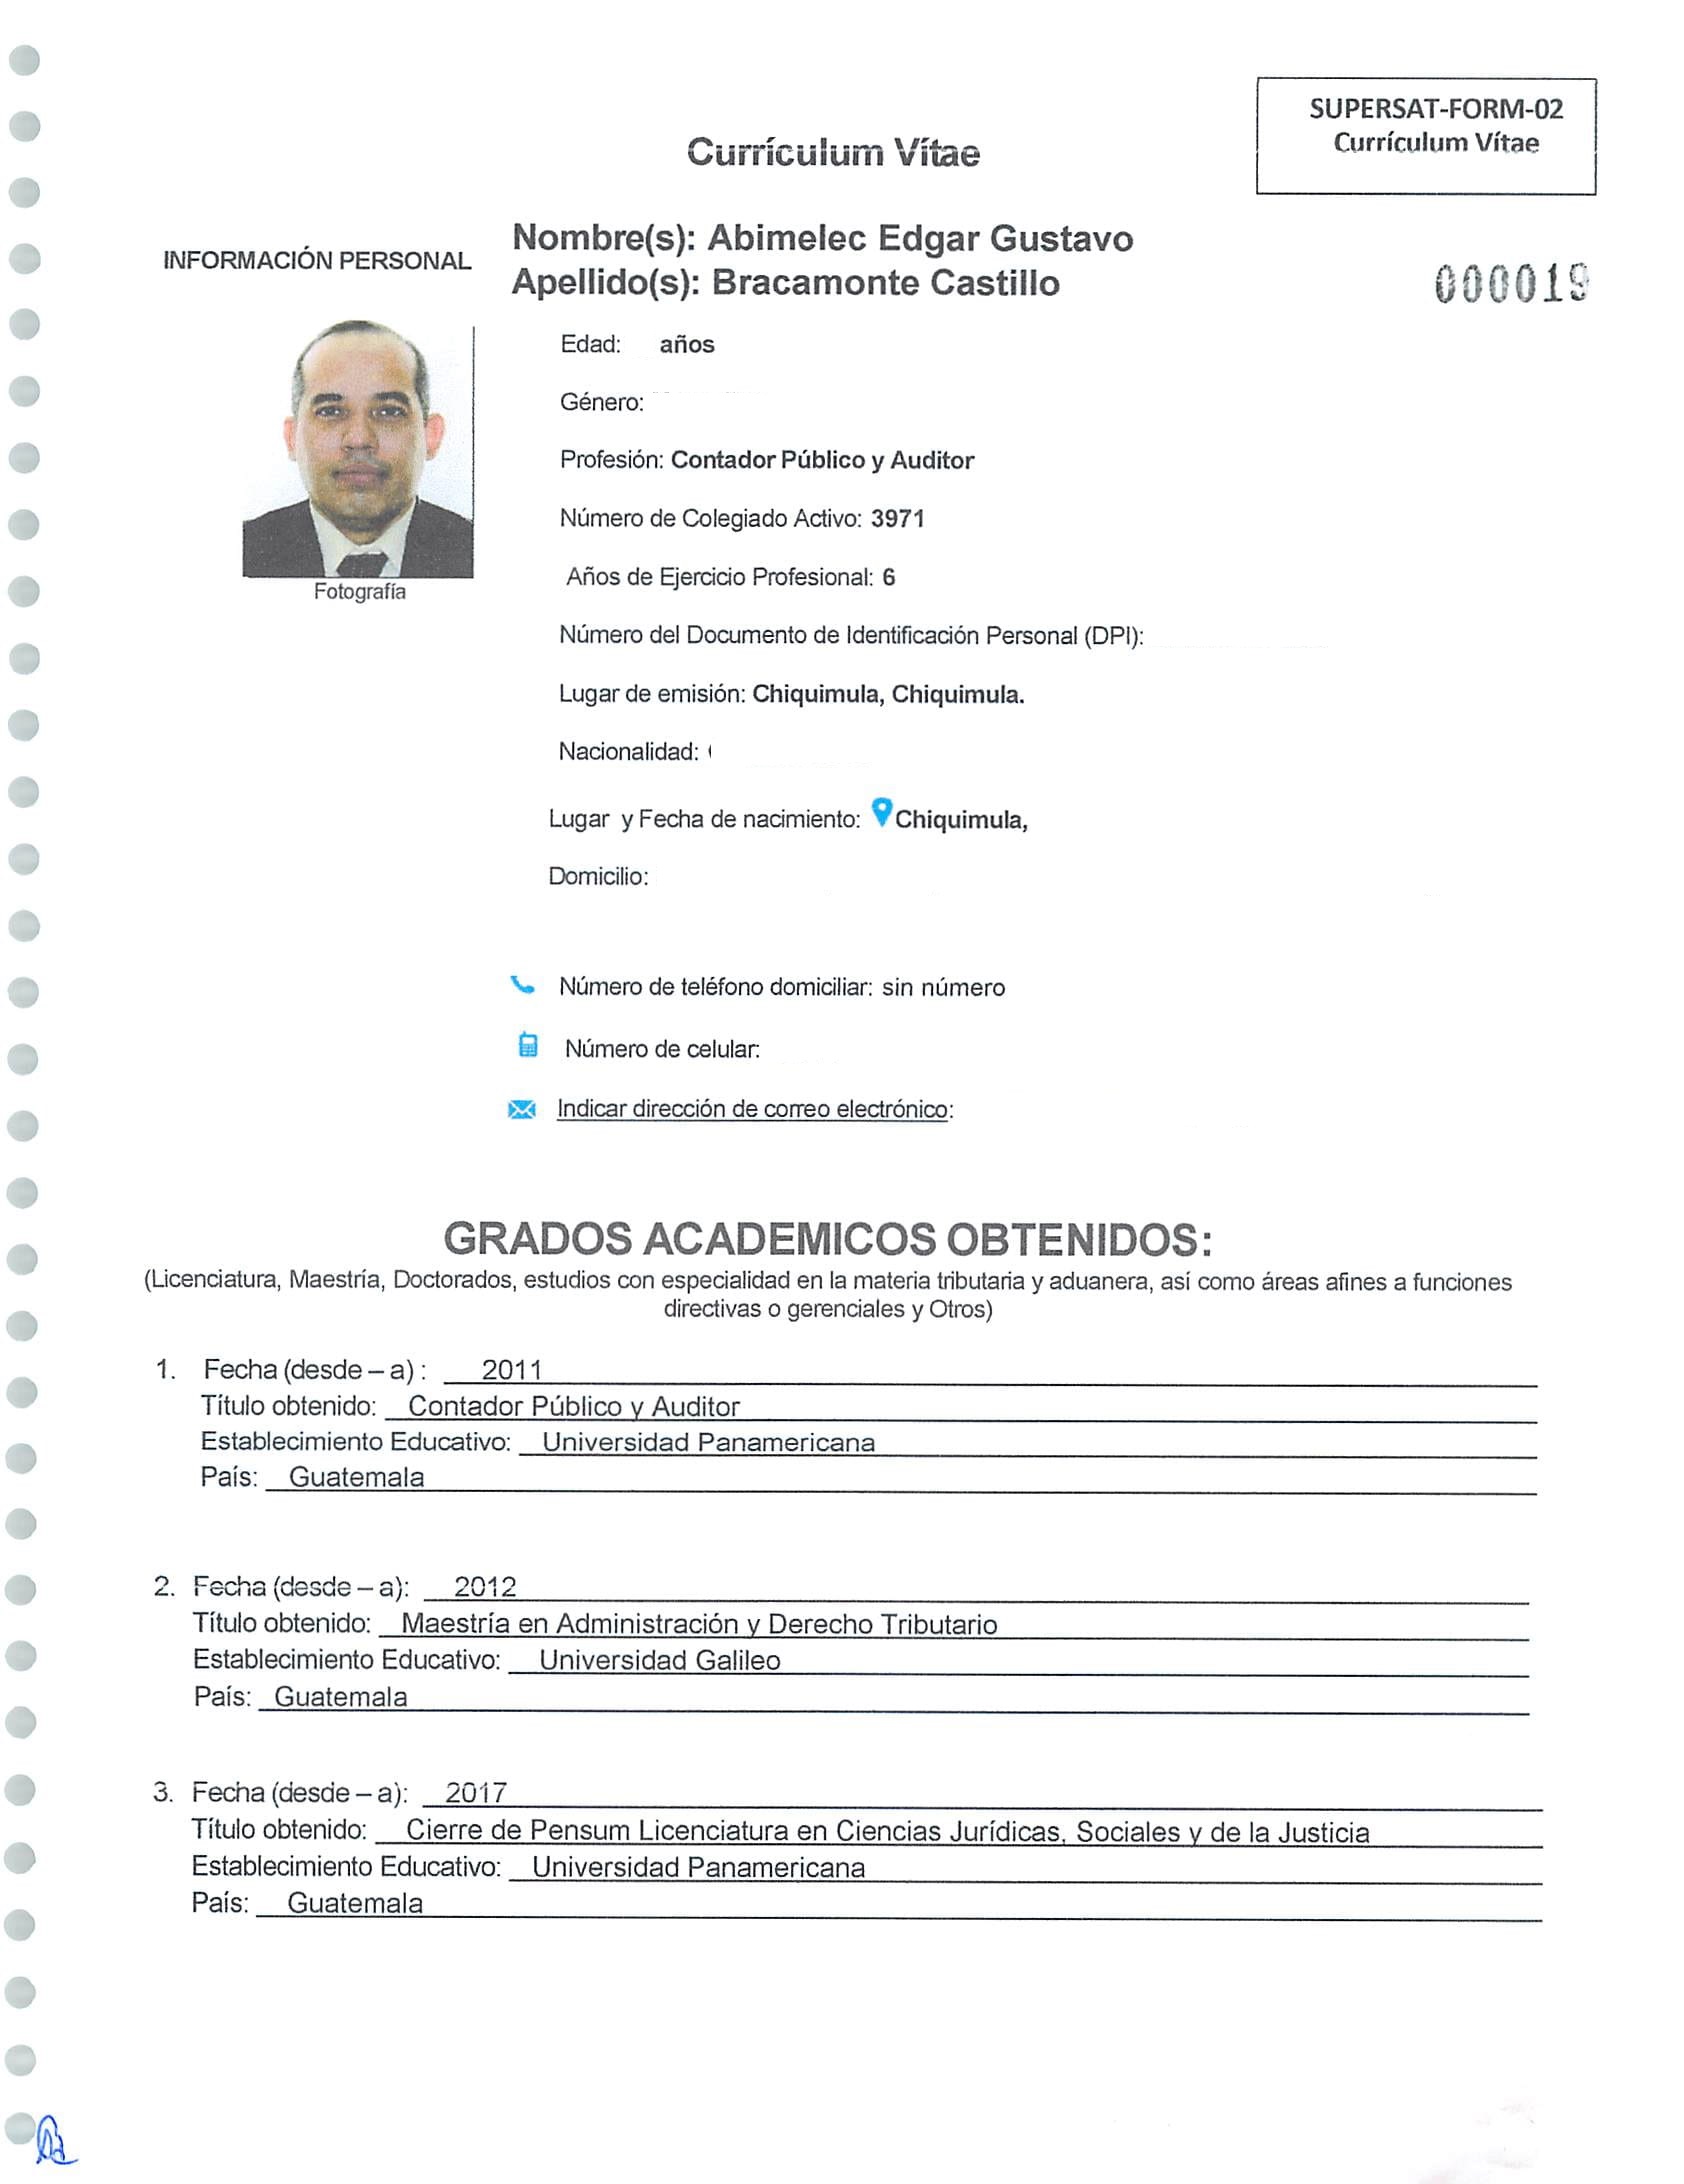 SUPERSAT-FORM-02
Currículum Vítae
Currículum Vítae
INFORMACIÓN PERSONAL
Nombre(s): Abimelec Edgar Gustavo
Apellido(s): Bracamonte Castillo
000019
Edad: años
Género:
Profesión: Contador Público y Auditor
Número de Colegiado Activo: 3971
Años de Ejercicio Profesional: 6
Fotografía
Número del Documento de Identificación Personal (DPI):
Lugar de emisión: Chiquimula, Chiquimula.
Nacionalidad:
Lugar y Fecha de nacimiento: Chiquimula,
Domicilio:
Número de teléfono domiciliar: sin número
Número de celular:
Indicar dirección de correo electrónico:
GRADOS ACADEMICOS OBTENIDOS:
(Licenciatura, Maestría, Doctorados, estudios con especialidad en la materia tributaria y aduanera, así como áreas afines a funciones
directivas o gerenciales y Otros)
1. Fecha (desde – a) : 2011
Título obtenido: Contador Público y Auditor
Establecimiento Educativo: Universidad Panamericana
País: Guatemala
2. Fecha (desde – a): 2012
Título obtenido: Maestría en Administración y Derecho Tributario
Establecimiento Educativo: Universidad Galileo
País: Guatemala
3. Fecha (desde – a): 2017
Título obtenido: Cierre de Pensum Licenciatura en Ciencias Jurídicas, Sociales y de la Justicia
Establecimiento Educativo: Universidad Panamericana
País: Guatemala